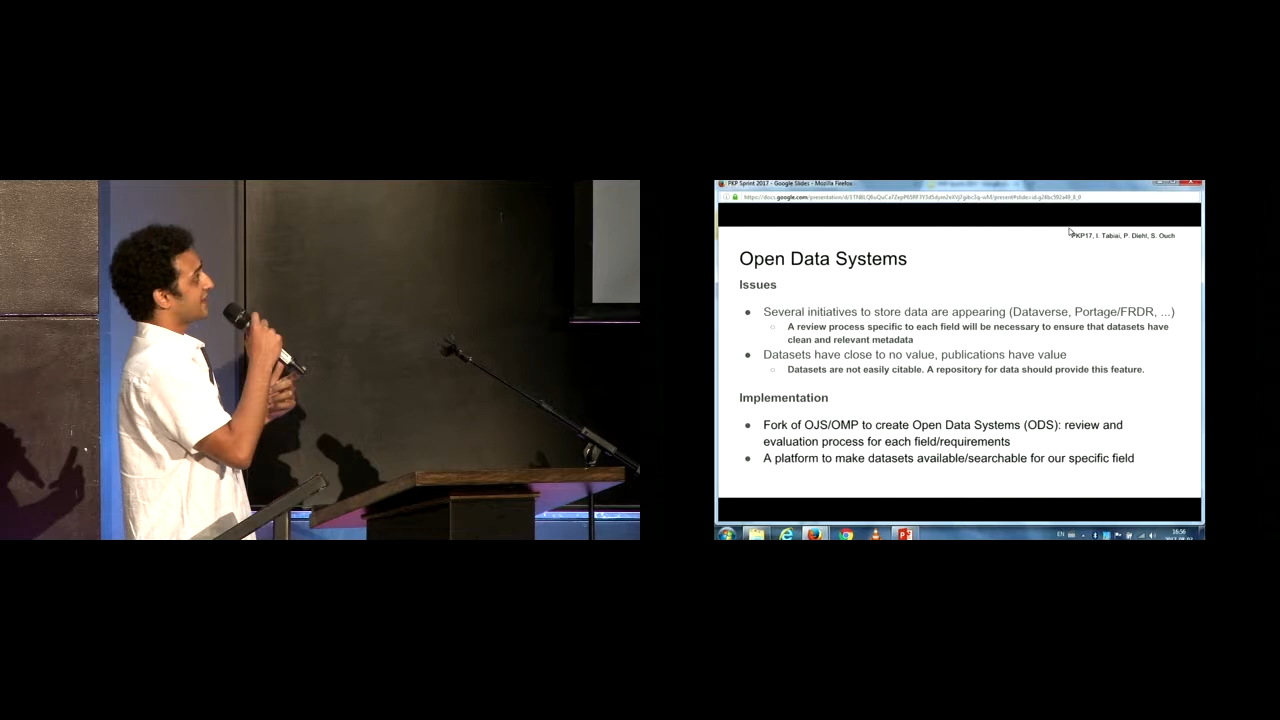 PKP Sprint 2017 - Google Slides - Mozilla Firefox
PKP17, I. Tabiai, P. Diehl, S. Ouch
Open Data Systems
Issues
● Several initiatives to store data are appearing (Dataverse, Portage/FRDR, ...)
○ A review process specific to each field will be necessary to ensure that datasets have
clean and relevant metadata
● Datasets have close to no value, publications have value
○ Datasets are not easily citable. A repository for data should provide this feature.
Implementation
● Fork of OJS/OMP to create Open Data Systems (ODS): review and
evaluation process for each field/requirements
● A platform to make datasets available/searchable for our specific field
EN
16:56